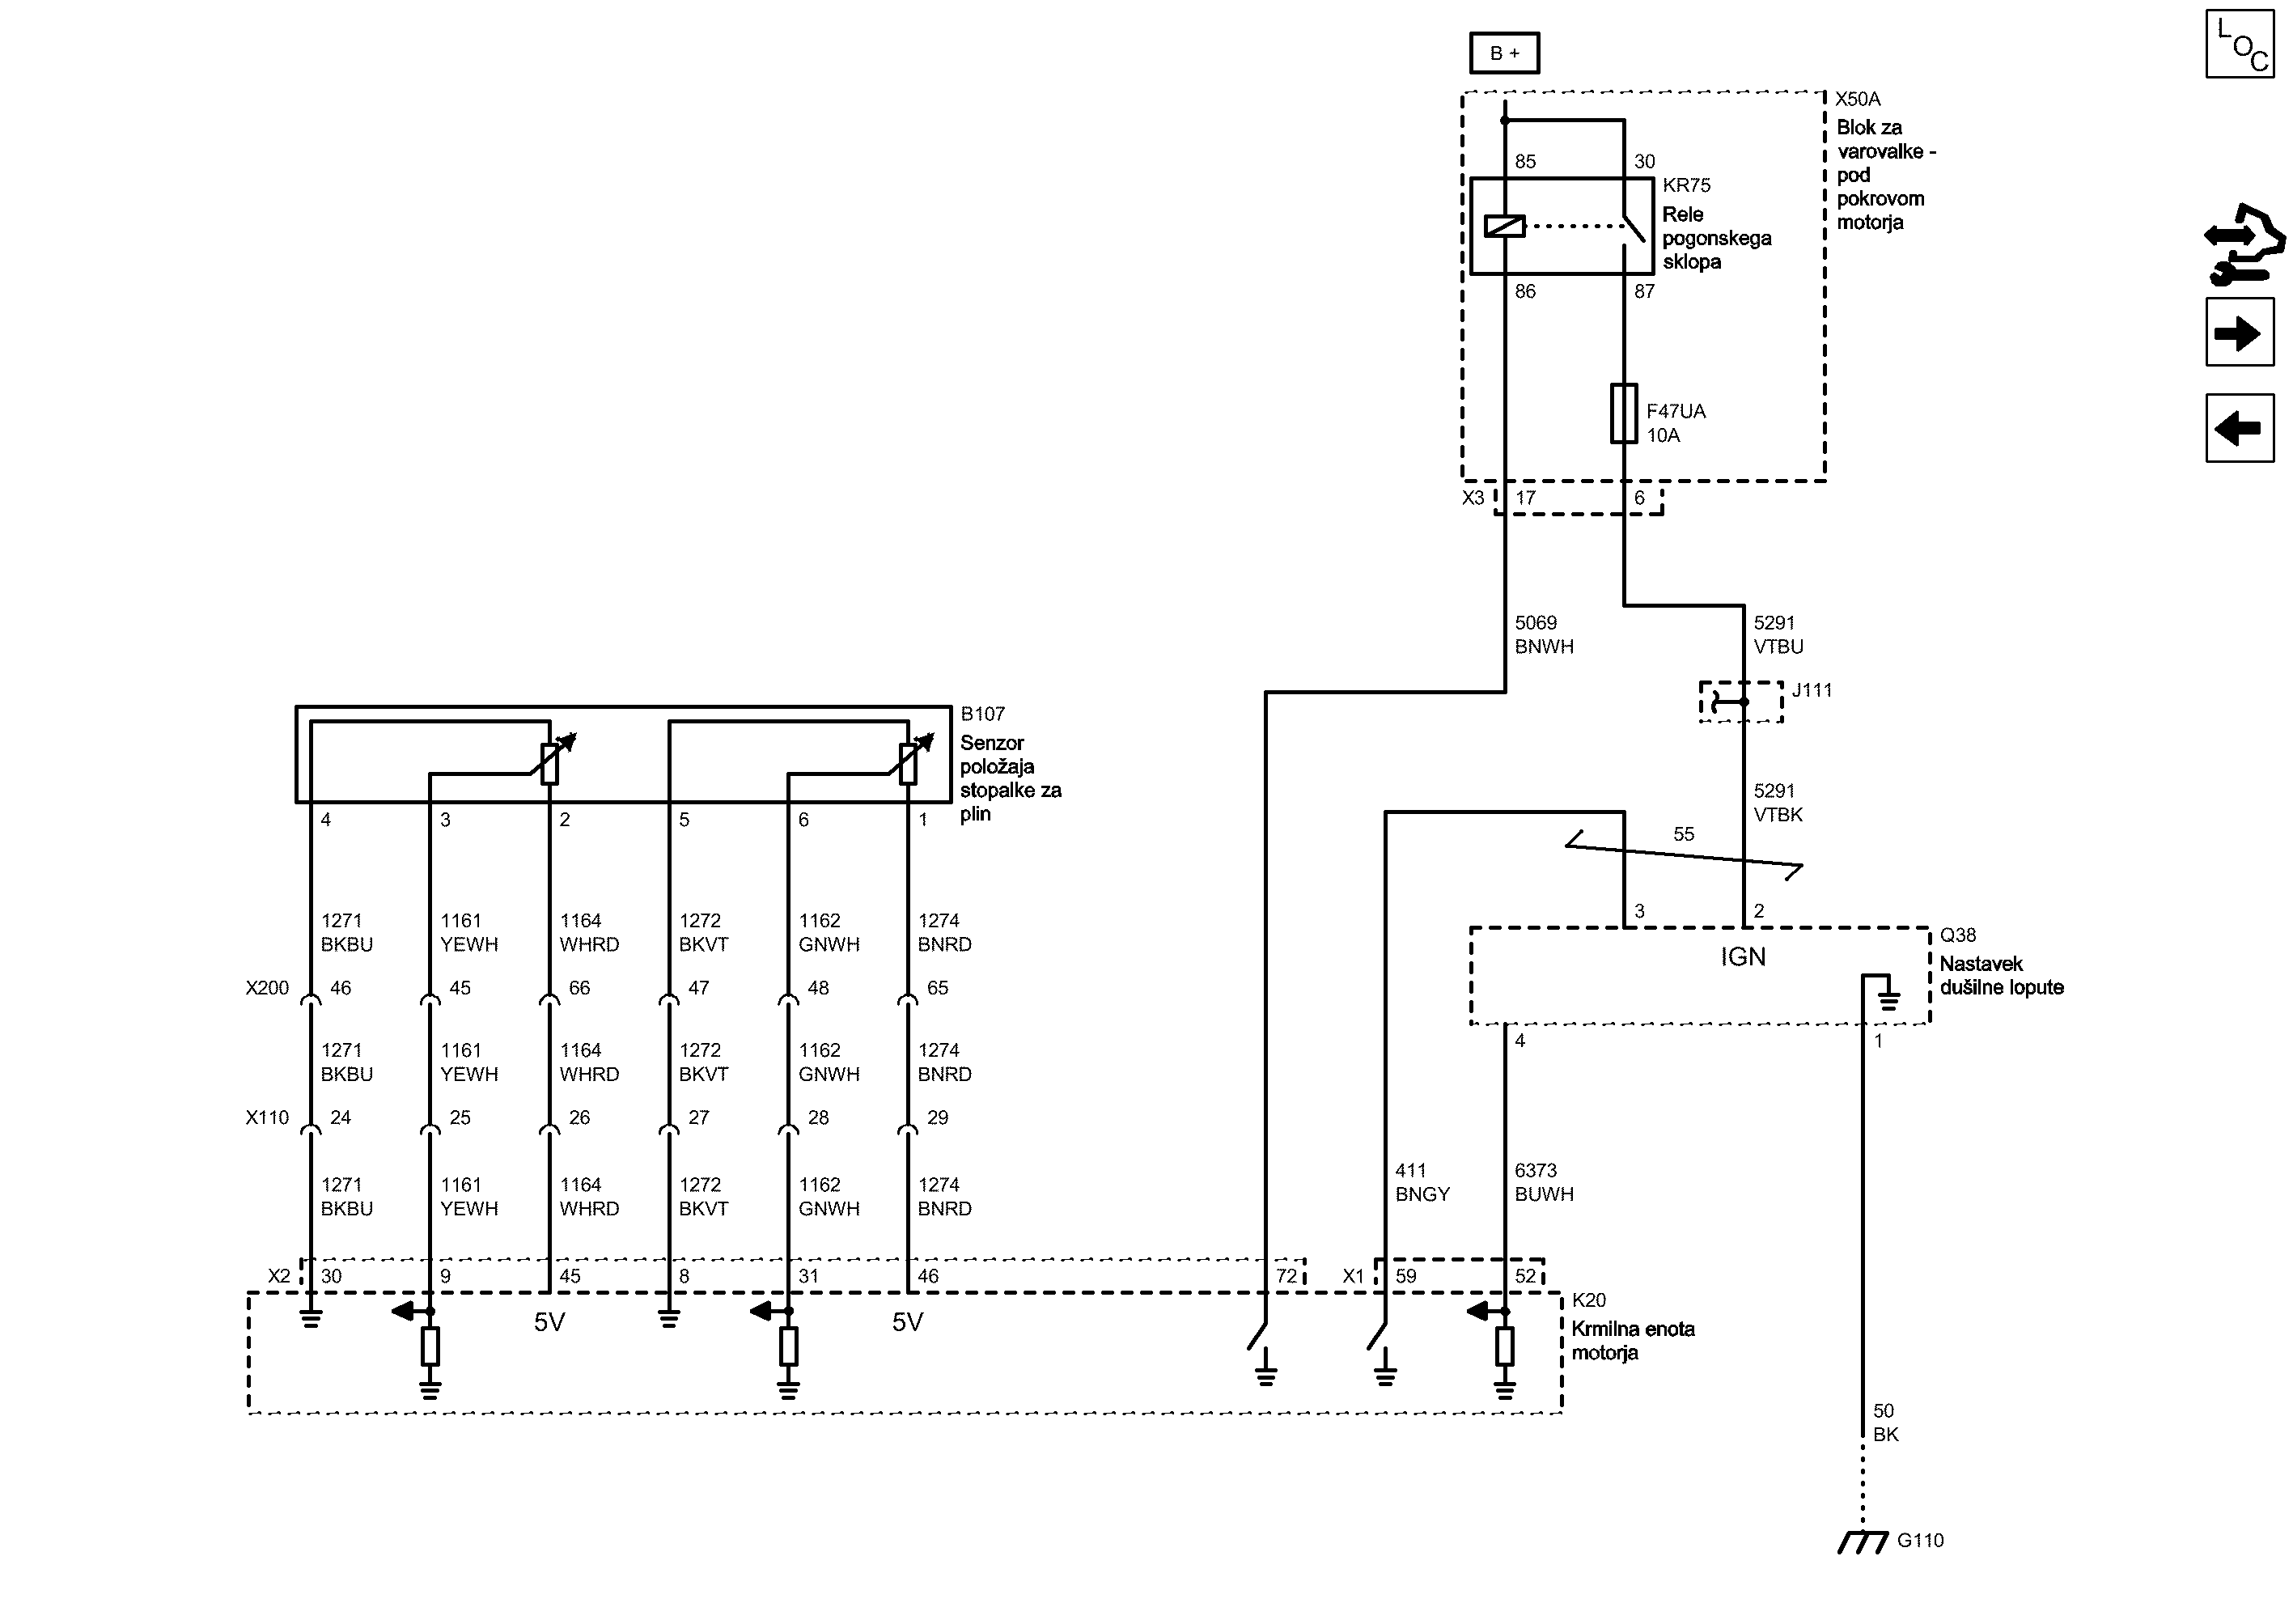 LOC
B +
X50A
Blok za
varovalke -
pod
pokrovom
motorja
85
30
KR75
Rele
pogonskega
sklopa
86
87
F47UA
10A
X3
17
6
5069
BNWH
5291
VTBU
J111
5291
VTBK
55
B107
Senzor
položaja
stopalke za
plin
4
3
2
5
6
1
3
2
IGN
Q38
Nastavek
dušilne lopute
4
1
1271
BKBU
1161
YEWH
1164
WHRD
1272
BKVT
1162
GNWH
1274
BNRD
X200
46
45
66
47
48
65
1271
BKBU
1161
YEWH
1164
WHRD
1272
BKVT
1162
GNWH
1274
BNRD
X110
24
25
26
27
28
29
1271
BKBU
1161
YEWH
1164
WHRD
1272
BKVT
1162
GNWH
1274
BNRD
411
BNGY
6373
BUWH
X2
30
9
45
8
31
46
72
X1
59
52
5V
5V
K20
Krmilna enota
motorja
50
BK
G110